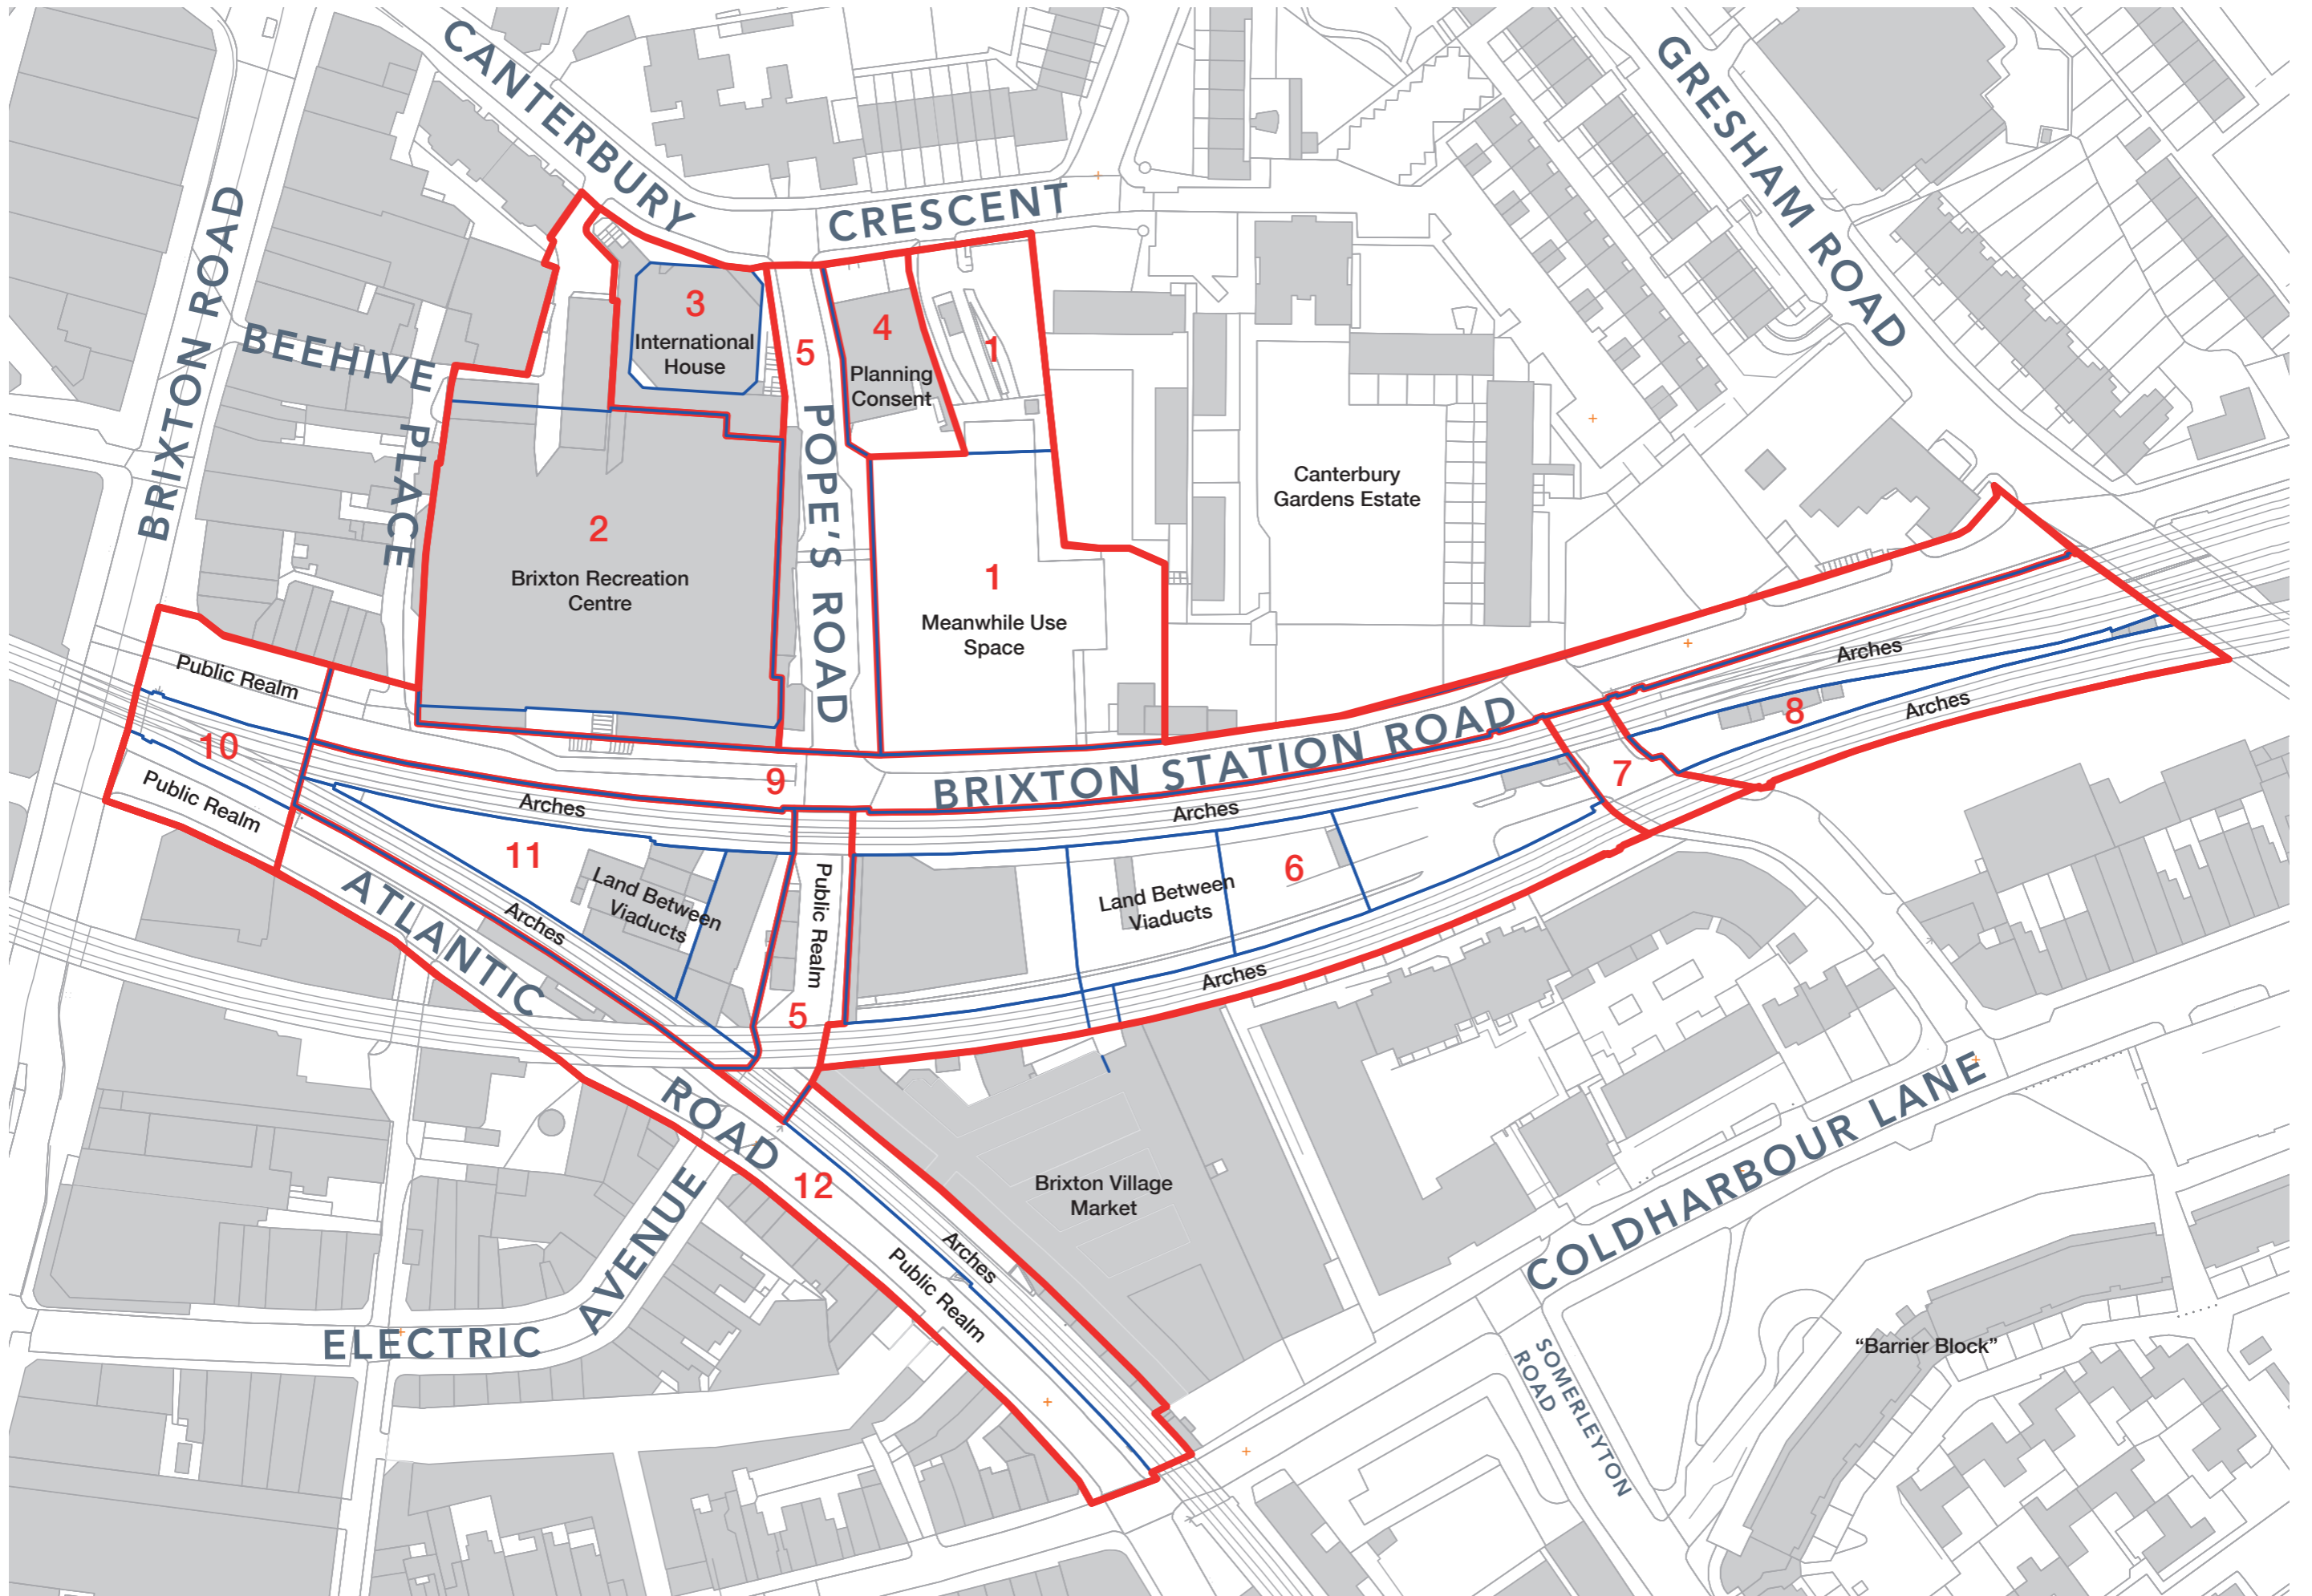 CANTERBURY
CRESCENT
GRESHAM ROAD
BRIXTON ROAD
BEEHIVE
PLACE
3
International
House
5
4
Planning
Consent
1
POPE'S ROAD
2
Brixton Recreation
Centre
1
Meanwhile Use
Space
Canterbury
Gardens Estate
Public Realm
10
Public Realm
9
BRIXTON STATION ROAD
Arches
Arches
Arches
8
Arches
7
11
Land Between
Viaducts
Arches
Public Realm
5
6
Land Between
Viaducts
Arches
ATLANTIC
ROAD
12
Arches
Public Realm
Brixton Village
Market
ELECTRIC
AVENUE
COLDHARBOUR LANE
SOMERLEYTON
ROAD
“Barrier Block”